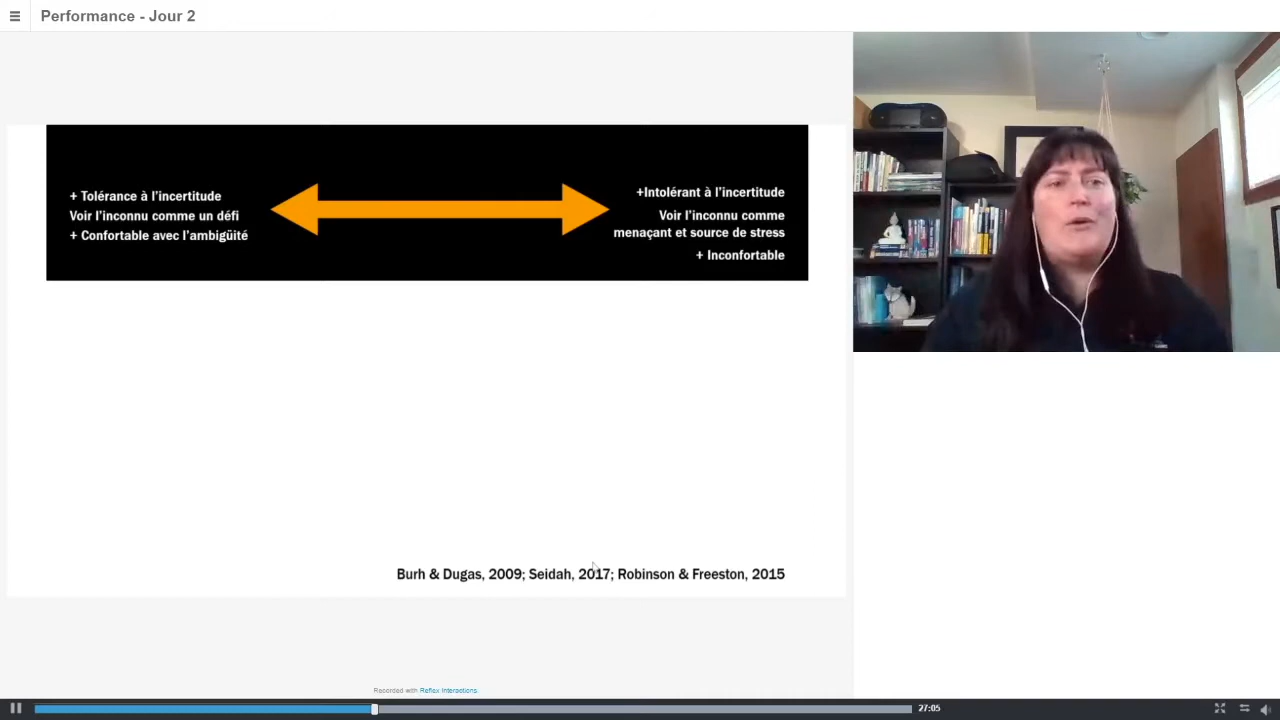 Performance - Jour 2
+ Tolérance à l'incertitude
Voir l'inconnu comme un défi
+ Confortable avec l'ambigüité
+Intolérant à l'incertitude
Voir l'inconnu comme
menaçant et source de stress
+ Inconfortable
Burh & Dugas, 2009; Seidah, 2017; Robinson & Freeston, 2015
Recorded with Reflex Interactions.
27:05